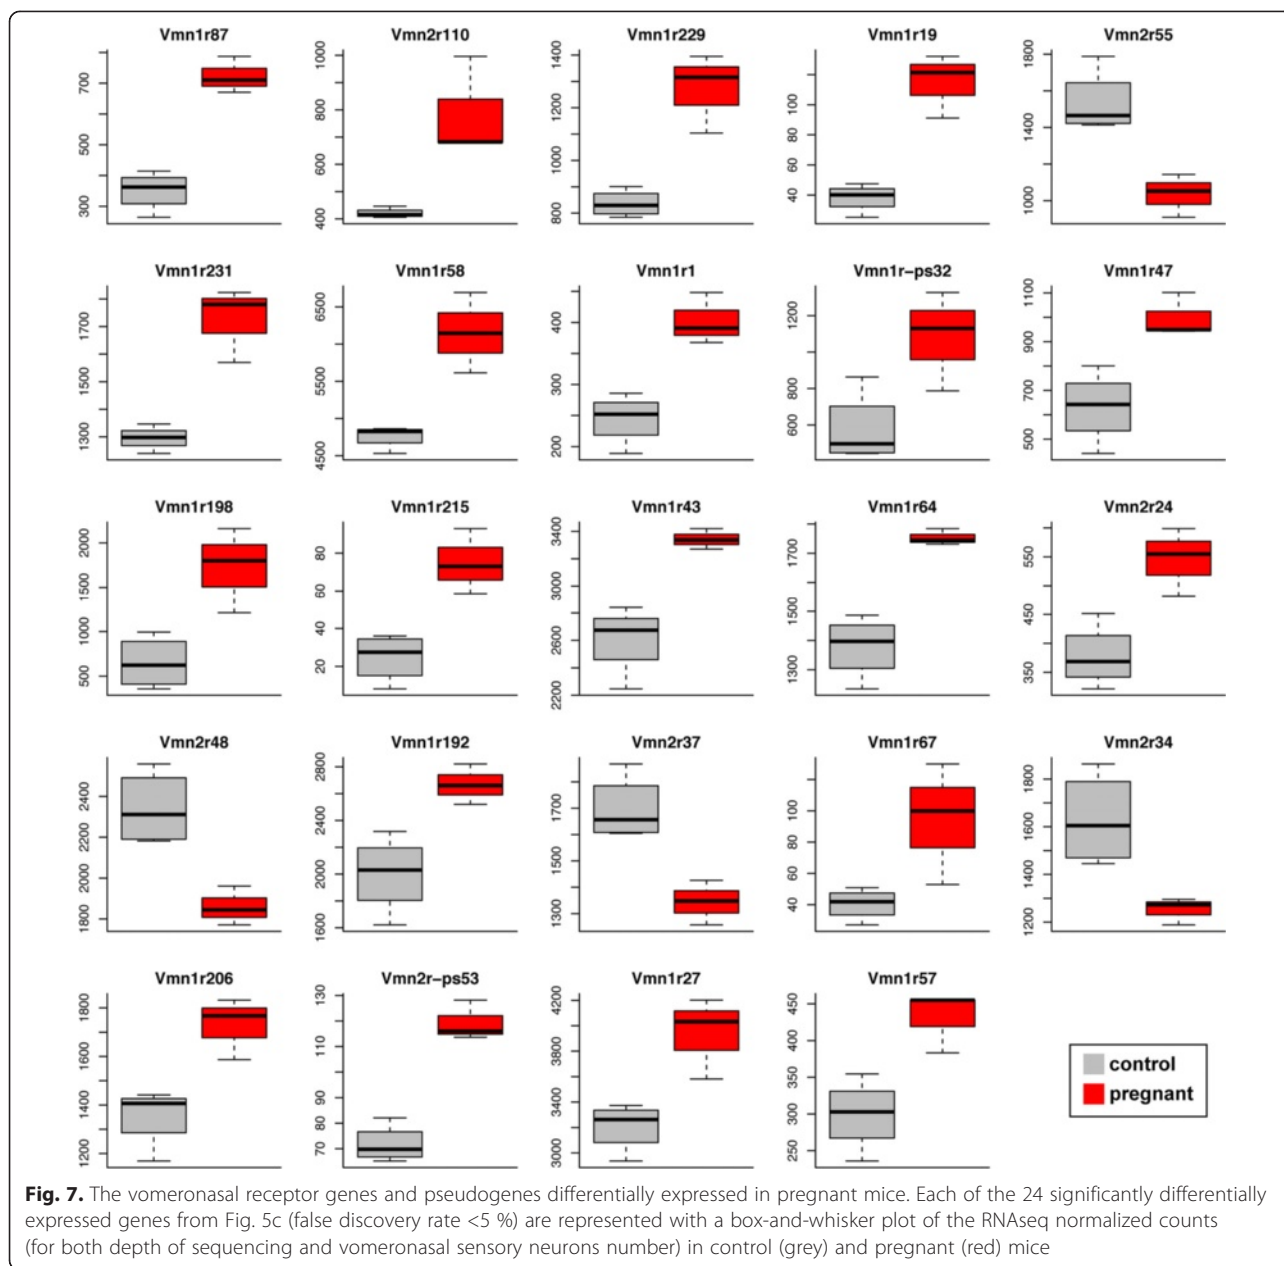 Vmn1r87 Vmn2r110 Vmn1r229 Vmn1r19 Vmn2r55
300 500 700
400 600 800 1000
800 1000 1200 1400
40 60 80 100
1000 1400 1800
Vmn1r231 Vmn1r58 Vmn1r1 Vmn1r−ps32 Vmn1r47
1300 1500 1700
4500 5500 6500
200 300 400
600 800 1200
500 700 900 1100
Vmn1r198 Vmn1r215 Vmn1r43 Vmn1r64 Vmn2r24
500 1000 1500 2000
20 40 60 80
2200 2600 3000 3400
1300 1500 1700
350 450 550
Vmn2r48 Vmn1r192 Vmn2r37 Vmn1r67 Vmn2r34
1800 2000 2200 2400
1600 2000 2400 2800
1300 1500 1700
40 60 80 100
1200 1400 1600 1800
Vmn1r206 Vmn2r−ps53 Vmn1r27 Vmn1r57
1200 1400 1600 1800
70 80 90 110 130
3000 3400 3800 4200
250 300 350 400 450
control
pregnant
Fig. 7. The vomeronasal receptor genes and pseudogenes differentially expressed in pregnant mice. Each of the 24 significantly differentially
expressed genes from Fig. 5c (false discovery rate <5 %) are represented with a box-and-whisker plot of the RNAseq normalized counts
(for both depth of sequencing and vomeronasal sensory neurons number) in control (grey) and pregnant (red) mice